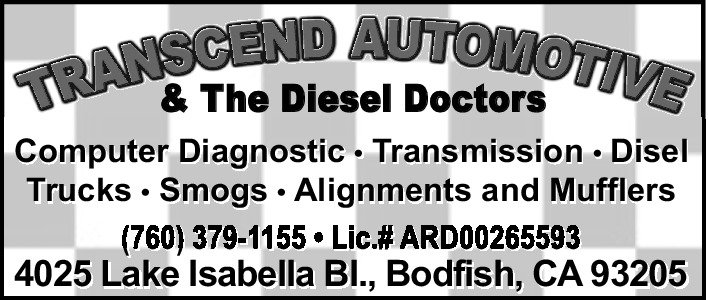 TRANSCEND AUTOMOTIVE
& The Diesel Doctors
Computer Diagnostic • Transmission • Disel
Trucks • Smogs • Alignments and Mufflers
(760) 379-1155 • Lic.# ARD00265593
4025 Lake Isabella Bl., Bodfish, CA 93205